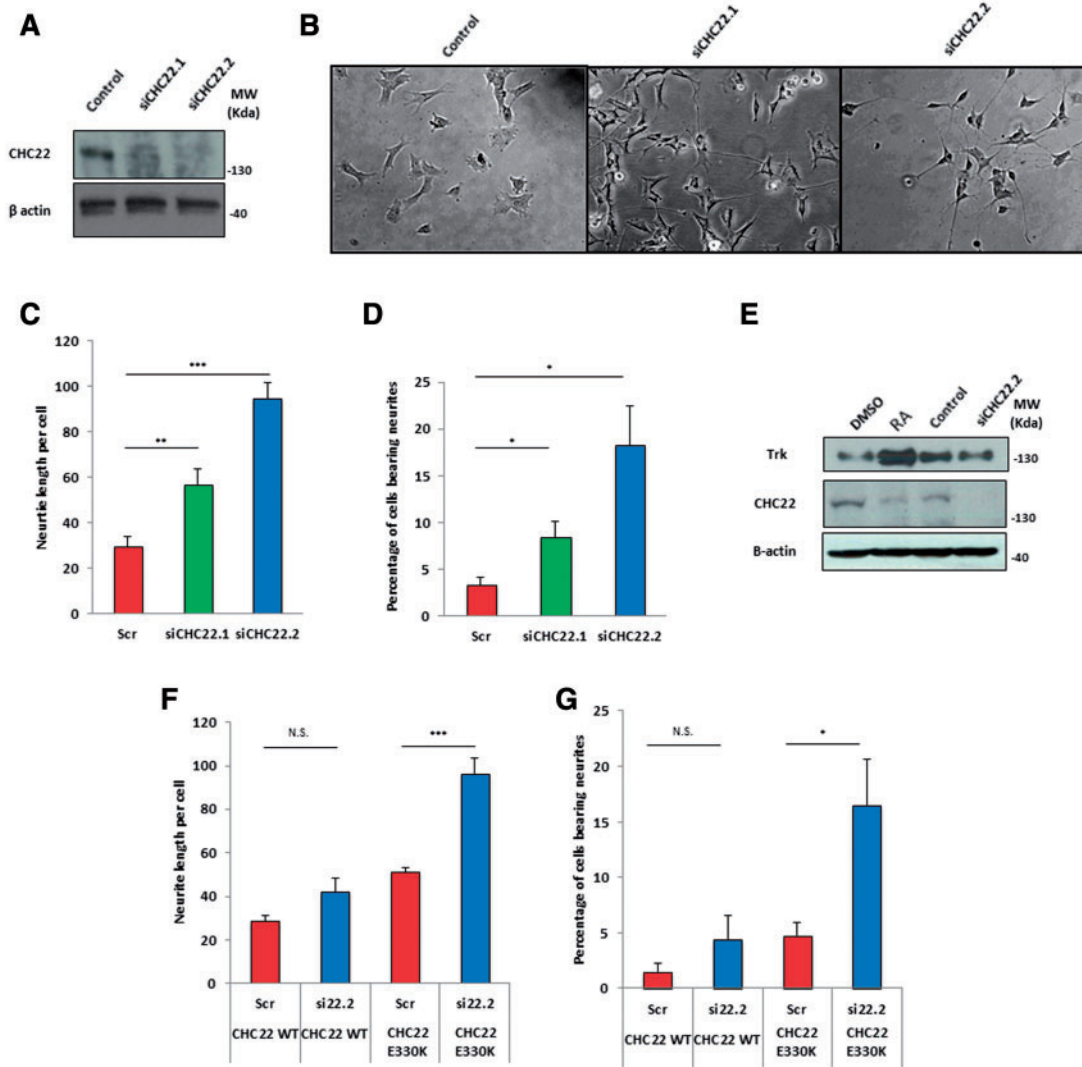 A
Control
siCHC22.1
siCHC22.2
MW
(Kda)
CHC22
-130
β actin
-40
B
Control
siCHC22.1
siCHC22.2
C
Neurtie length per cell
120
100
80
60
40
20
0
***
**
Scr
siCHC22.1
siCHC22.2
D
Percentage of cells bearing neurites
25
20
15
10
5
0
*
*
Scr
siCHC22.1
siCHC22.2
E
DMSO
RA
Control
siCHC22.2
MW
(Kda)
Trk
-130
CHC22
-130
B-actin
-40
F
Neurite length per cell
120
100
80
60
40
20
0
N.S.
***
Scr
si22.2
Scr
si22.2
CHC22 WT
CHC22 WT
CHC22
E330K
CHC22
E330K
G
Percentage of cells bearing neurites
25
20
15
10
5
0
N.S.
*
Scr
si22.2
Scr
si22.2
CHC22 WT
CHC22 WT
CHC22
E330K
CHC22
E330K